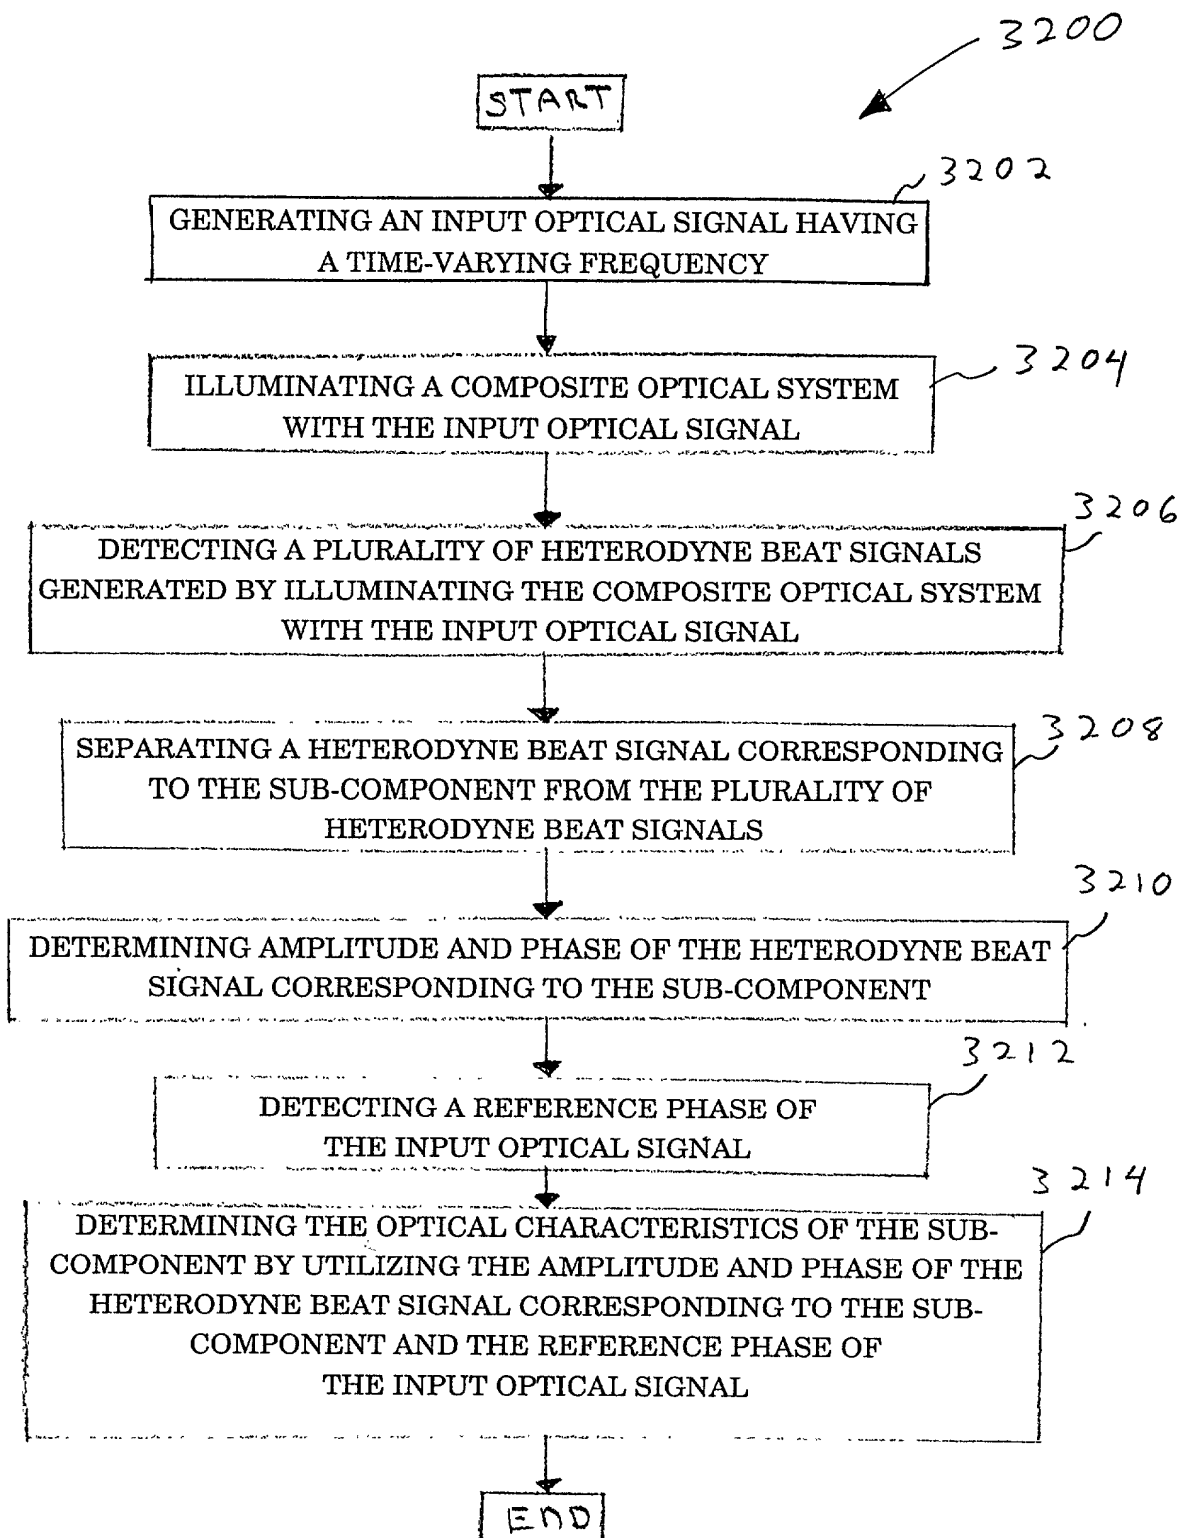 3200
START
3202
GENERATING AN INPUT OPTICAL SIGNAL HAVING
A TIME-VARYING FREQUENCY
3204
ILLUMINATING A COMPOSITE OPTICAL SYSTEM
WITH THE INPUT OPTICAL SIGNAL
3206
DETECTING A PLURALITY OF HETERODYNE BEAT SIGNALS
GENERATED BY ILLUMINATING THE COMPOSITE OPTICAL SYSTEM
WITH THE INPUT OPTICAL SIGNAL
3208
SEPARATING A HETERODYNE BEAT SIGNAL CORRESPONDING
TO THE SUB-COMPONENT FROM THE PLURALITY OF
HETERODYNE BEAT SIGNALS
3210
DETERMINING AMPLITUDE AND PHASE OF THE HETERODYNE BEAT
SIGNAL CORRESPONDING TO THE SUB-COMPONENT
3212
DETECTING A REFERENCE PHASE OF
THE INPUT OPTICAL SIGNAL
3214
DETERMINING THE OPTICAL CHARACTERISTICS OF THE SUB-
COMPONENT BY UTILIZING THE AMPLITUDE AND PHASE OF THE
HETERODYNE BEAT SIGNAL CORRESPONDING TO THE SUB-
COMPONENT AND THE REFERENCE PHASE OF
THE INPUT OPTICAL SIGNAL
END